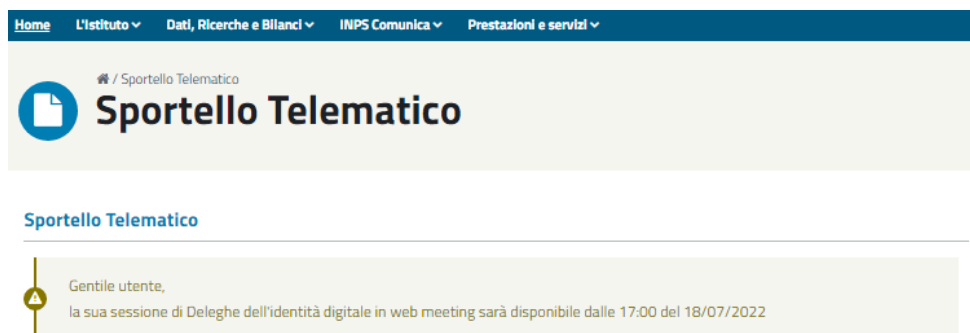 Home L'Istituto Dati, Ricerche e Bilanci INPS Comunica Prestazioni e servizi
/ Sportello Telematico
Sportello Telematico
Sportello Telematico
Gentile utente,
la sua sessione di Deleghe dell'identità digitale in web meeting sarà disponibile dalle 17:00 del 18/07/2022